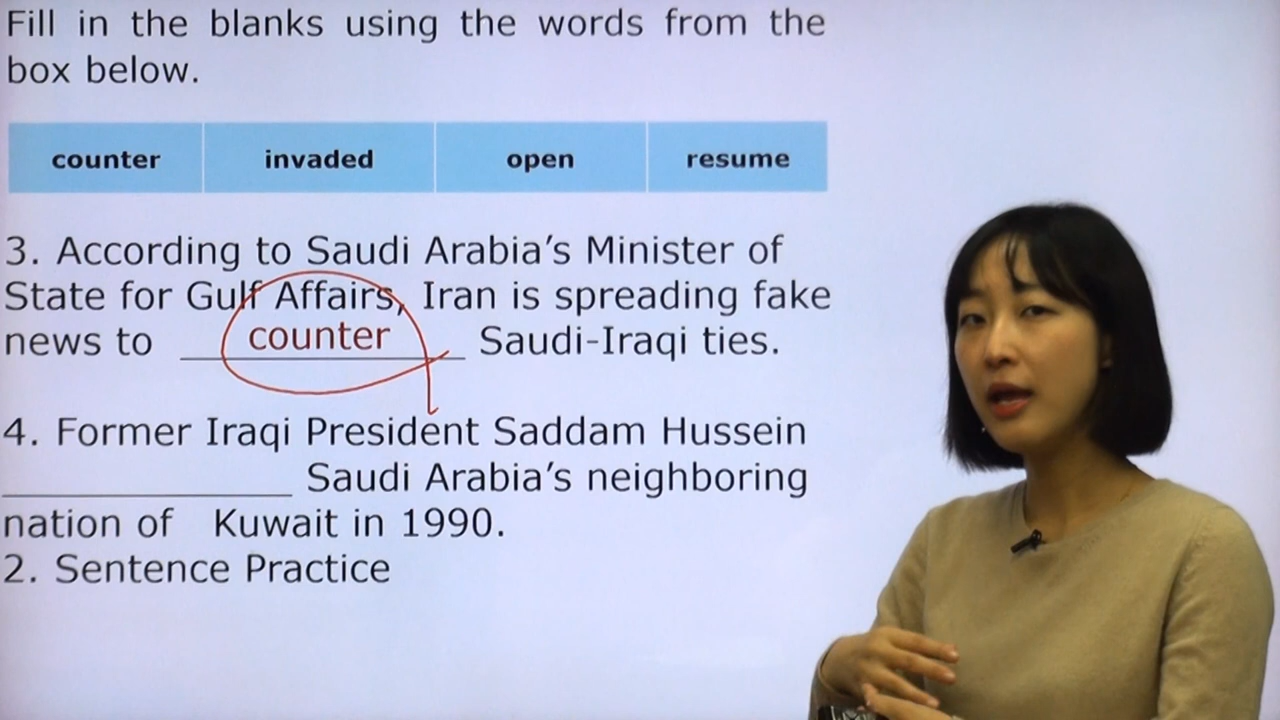 Fill in the blanks using the words from the
box below.
counter invaded open resume
3. According to Saudi Arabia's Minister of
State for Gulf Affairs, Iran is spreading fake
news to counter Saudi-Iraqi ties.
4. Former Iraqi President Saddam Hussein
______________ Saudi Arabia's neighboring
nation of Kuwait in 1990.
2. Sentence Practice